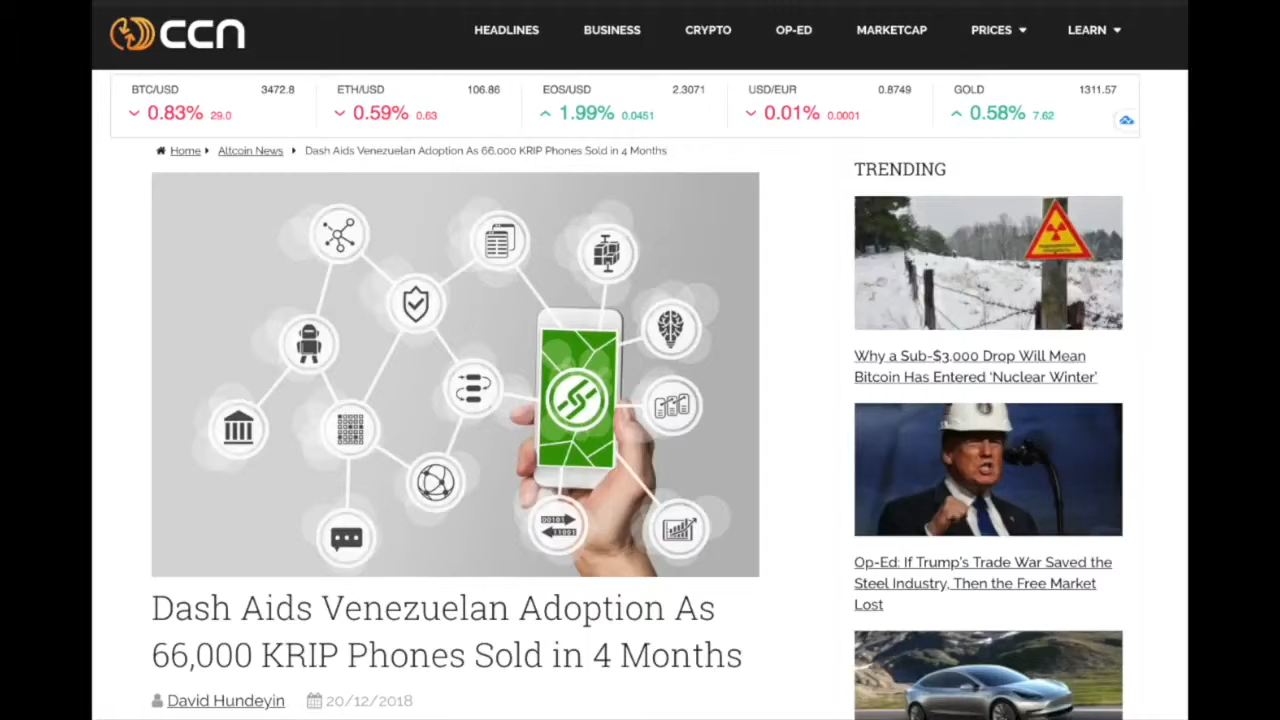 CCN
HEADLINES
BUSINESS
CRYPTO
OP-ED
MARKETCAP
PRICES
LEARN
BTC/USD 3472.8
0.83% 29.0
ETH/USD 106.86
0.59% 0.63
EOS/USD 2.3071
1.99% 0.0451
USD/EUR 0.8749
0.01% 0.0001
GOLD 1311.57
0.58% 7.62
Home Altcoin News Dash Aids Venezuelan Adoption As 66,000 KRIP Phones Sold in 4 Months
Dash Aids Venezuelan Adoption As
66,000 KRIP Phones Sold in 4 Months
David Hundeyin 20/12/2018
TRENDING
Why a Sub-$3,000 Drop Will Mean
Bitcoin Has Entered ‘Nuclear Winter’
Op-Ed: If Trump’s Trade War Saved the
Steel Industry, Then the Free Market
Lost